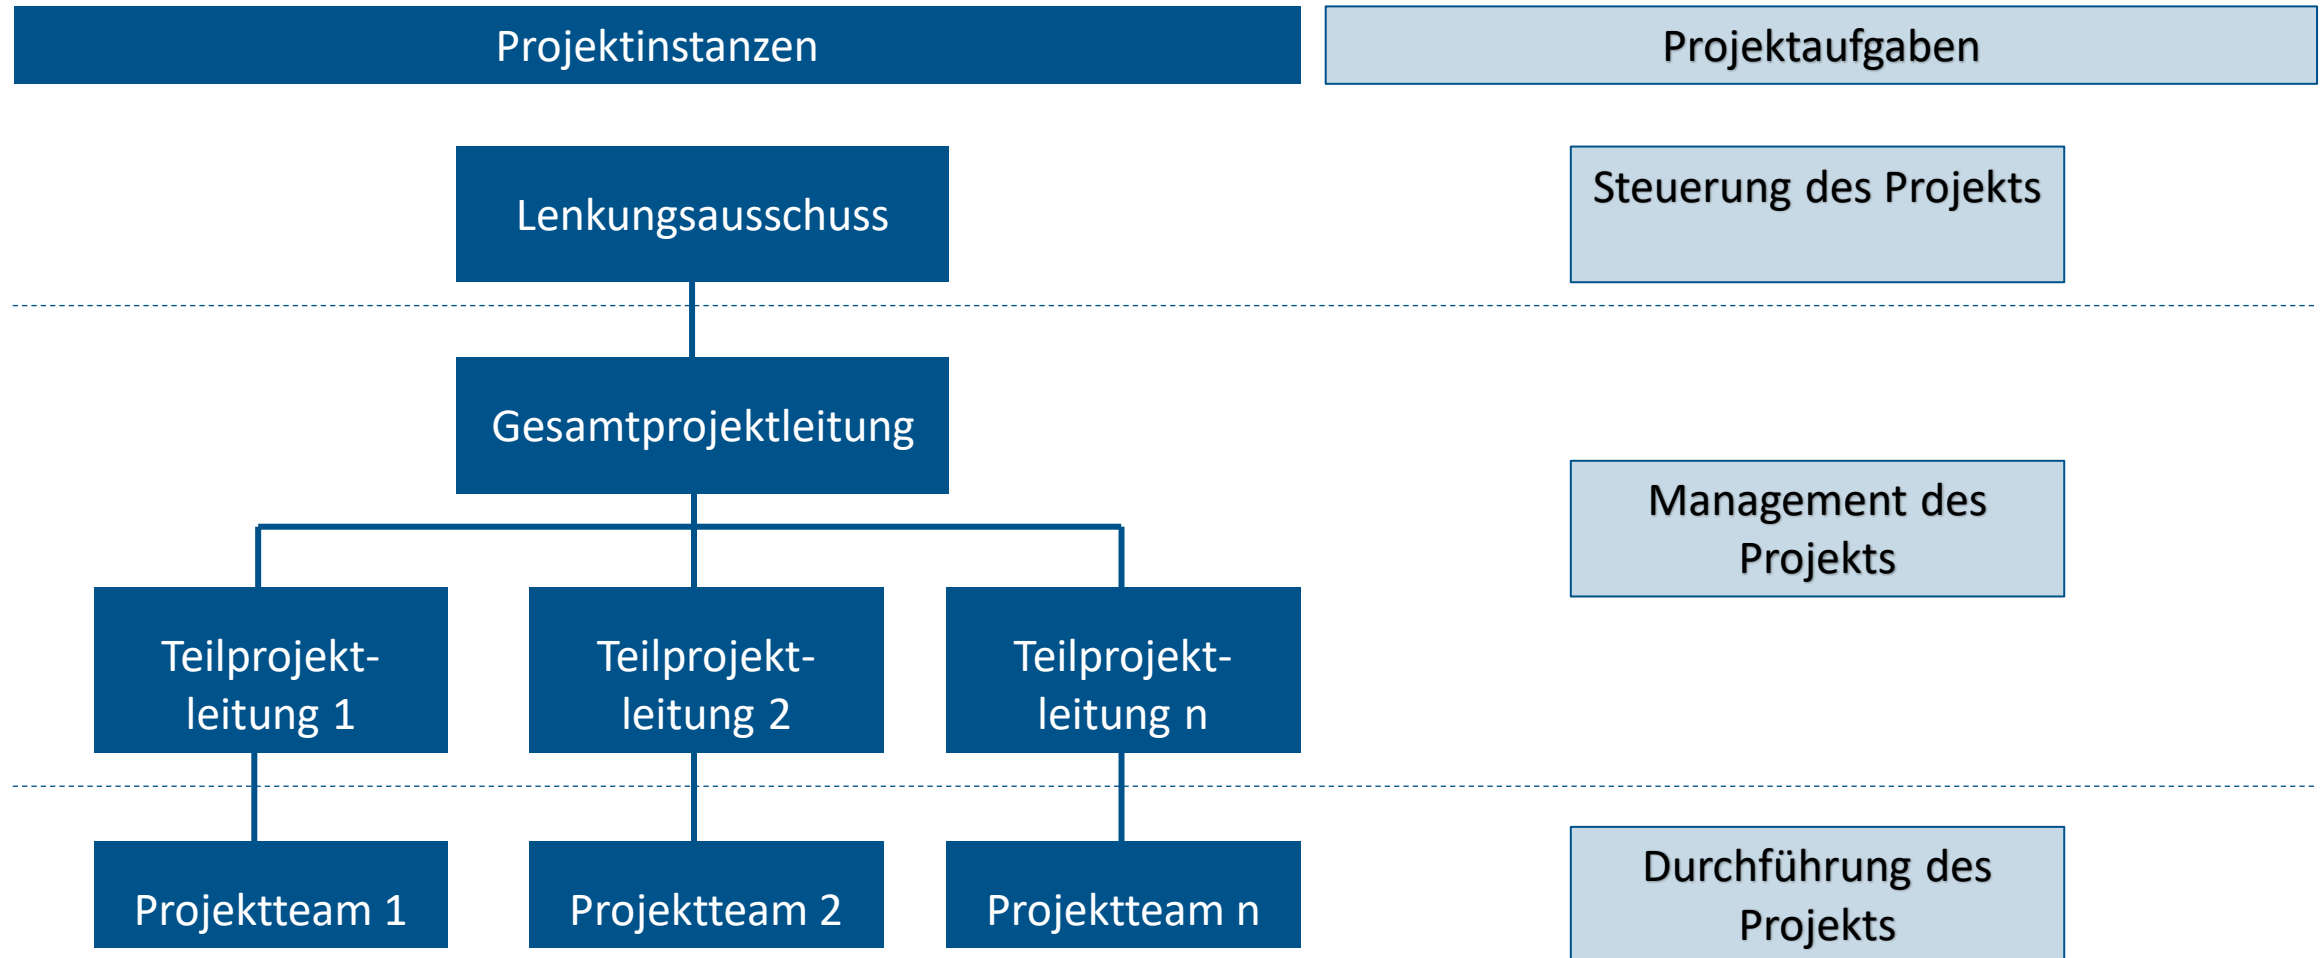 Projektinstanzen
Projektaufgaben
Lenkungsausschuss
Steuerung des Projekts
Gesamtprojektleitung
Management des
Projekts
Teilprojekt-
leitung 1
Teilprojekt-
leitung 2
Teilprojekt-
leitung n
Projektteam 1
Projektteam 2
Projektteam n
Durchführung des
Projekts